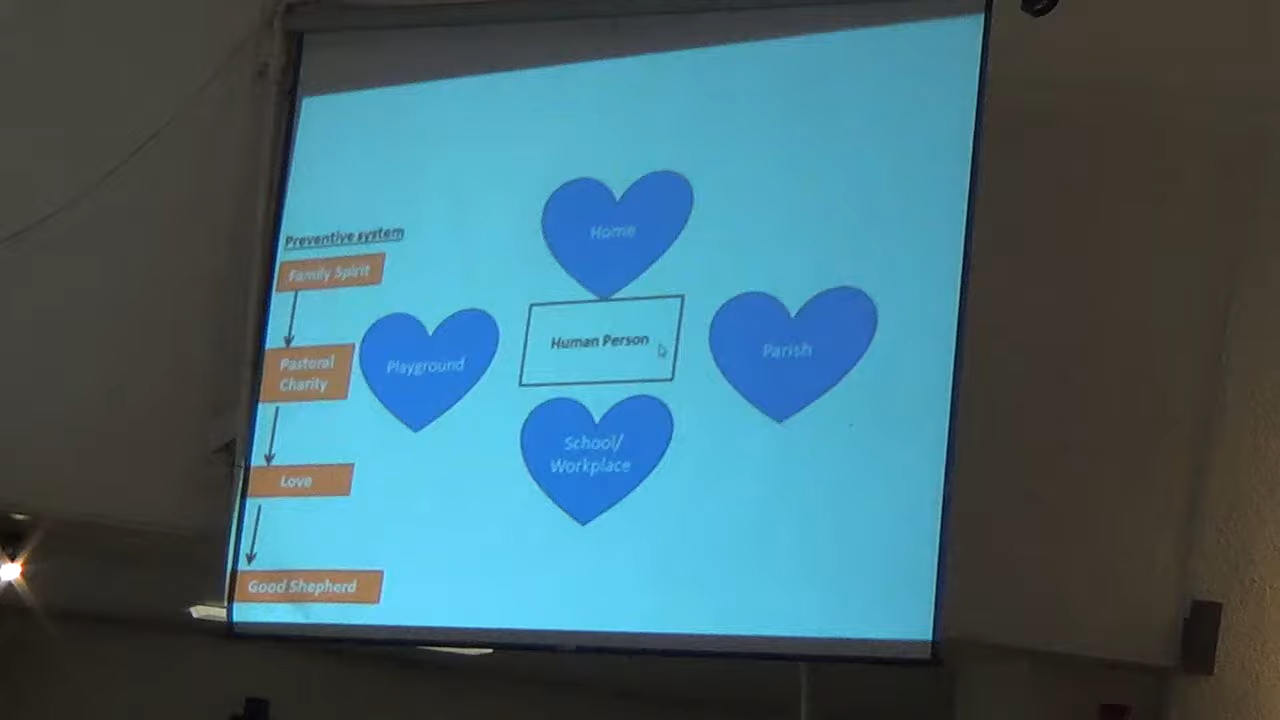 Preventive system
Family Spirit
Pastoral
Charity
Love
Good Shepherd
Home
Playground
Human Person
Parish
School/
Workplace